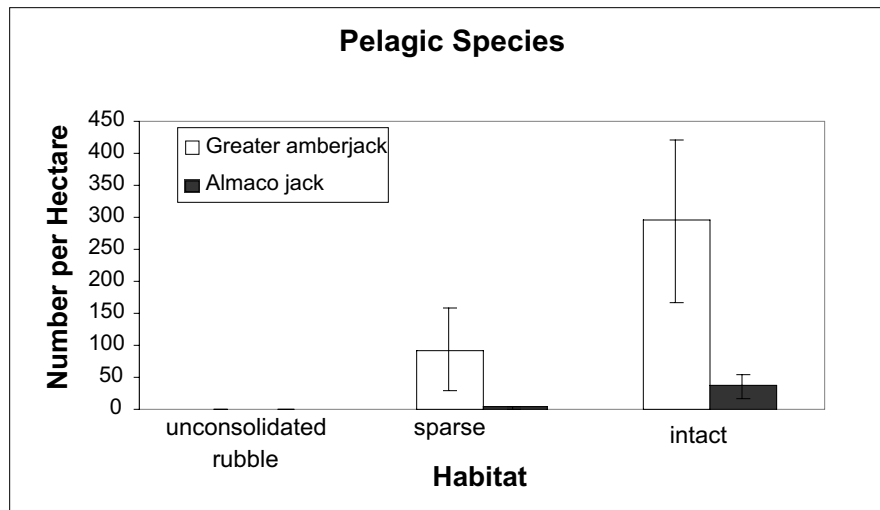 Pelagic Species
Number per Hectare
450
400
350
300
250
200
150
100
50
0
Greater amberjack
Almaco jack
unconsolidated
rubble
sparse
intact
Habitat